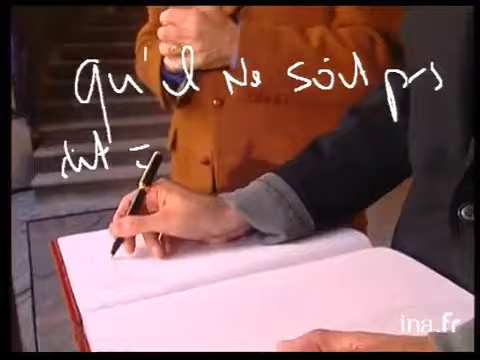 qu'il ne soit pas
dit
ina.fr